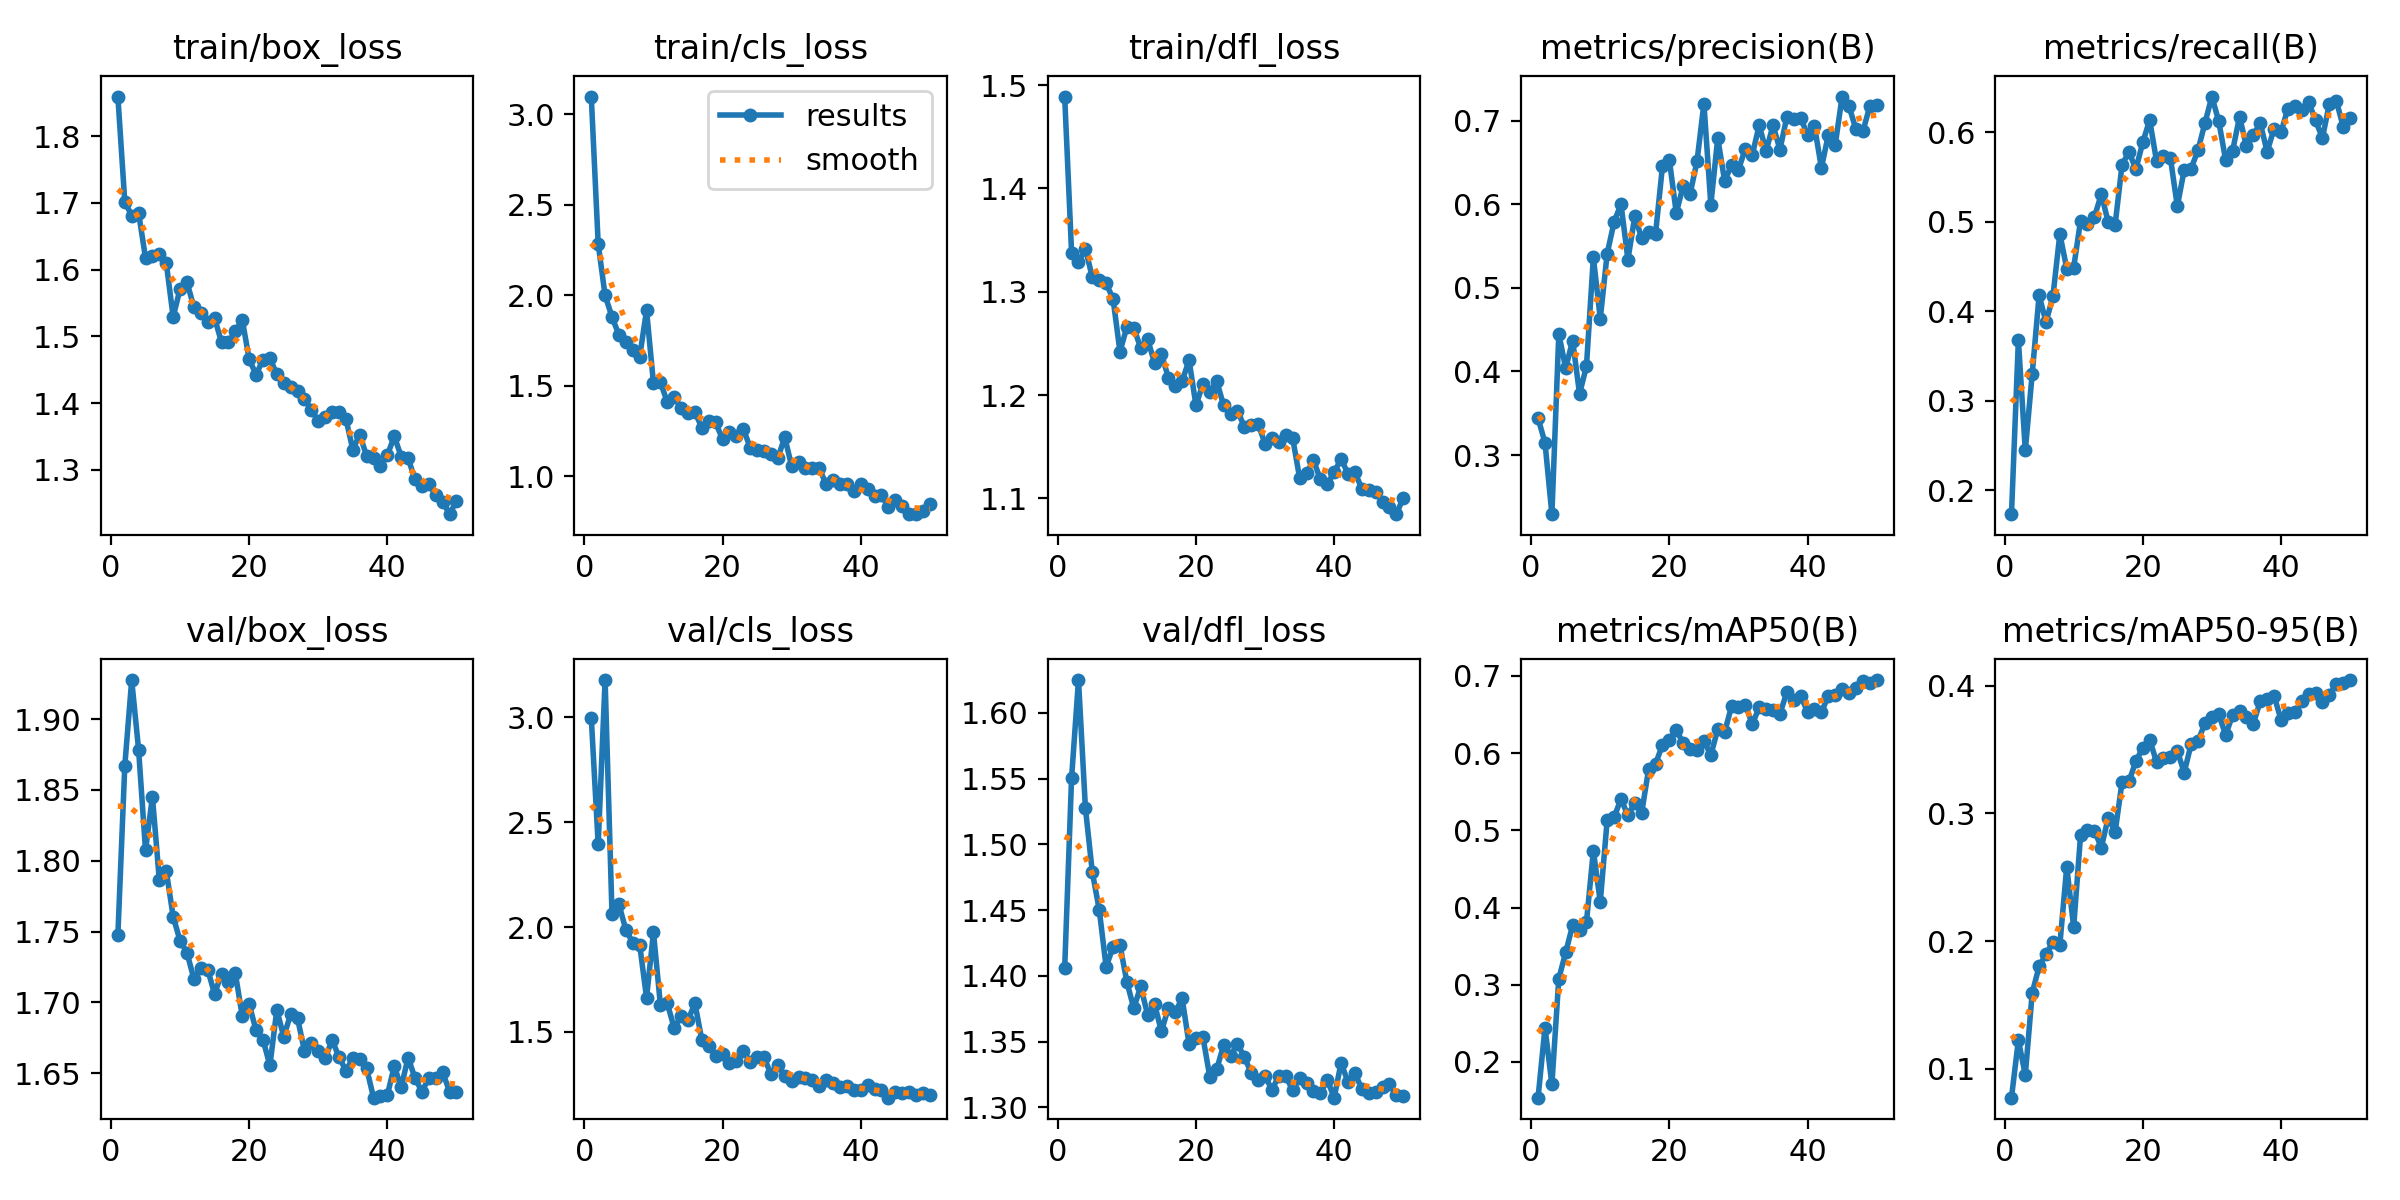 train/box_loss
train/cls_loss
train/dfl_loss
metrics/precision(B)
metrics/recall(B)
1.8
1.7
1.6
1.5
1.4
1.3
0 20 40
3.0
2.5
2.0
1.5
1.0
results
smooth
0 20 40
1.5
1.4
1.3
1.2
1.1
0 20 40
0.7
0.6
0.5
0.4
0.3
0 20 40
0.6
0.5
0.4
0.3
0.2
0 20 40
val/box_loss
val/cls_loss
val/dfl_loss
metrics/mAP50(B)
metrics/mAP50-95(B)
1.90
1.85
1.80
1.75
1.70
1.65
0 20 40
3.0
2.5
2.0
1.5
0 20 40
1.60
1.55
1.50
1.45
1.40
1.35
1.30
0 20 40
0.7
0.6
0.5
0.4
0.3
0.2
0 20 40
0.4
0.3
0.2
0.1
0 20 40